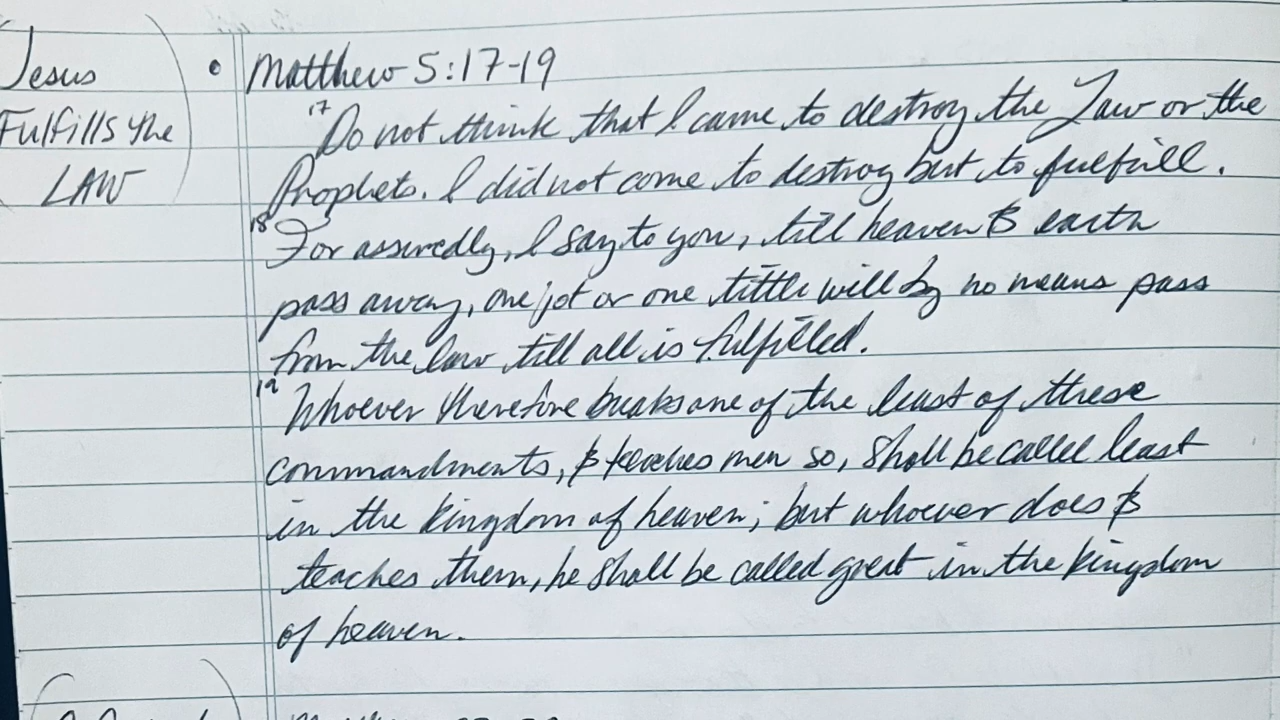 Jesus
Fulfills the
LAW
• Matthew 5:17-19
17 Do not think that I came to destroy the Law or the
Prophets. I did not come to destroy but to fulfill.
18 For assuredly, I say to you, till heaven & earth
pass away, one jot or one tittle will by no means pass
from the law till all is fulfilled.
19 Whoever therefore breaks one of the least of these
commandments, & teaches men so, shall be called least
in the kingdom of heaven; but whoever does &
teaches them, he shall be called great in the kingdom
of heaven.